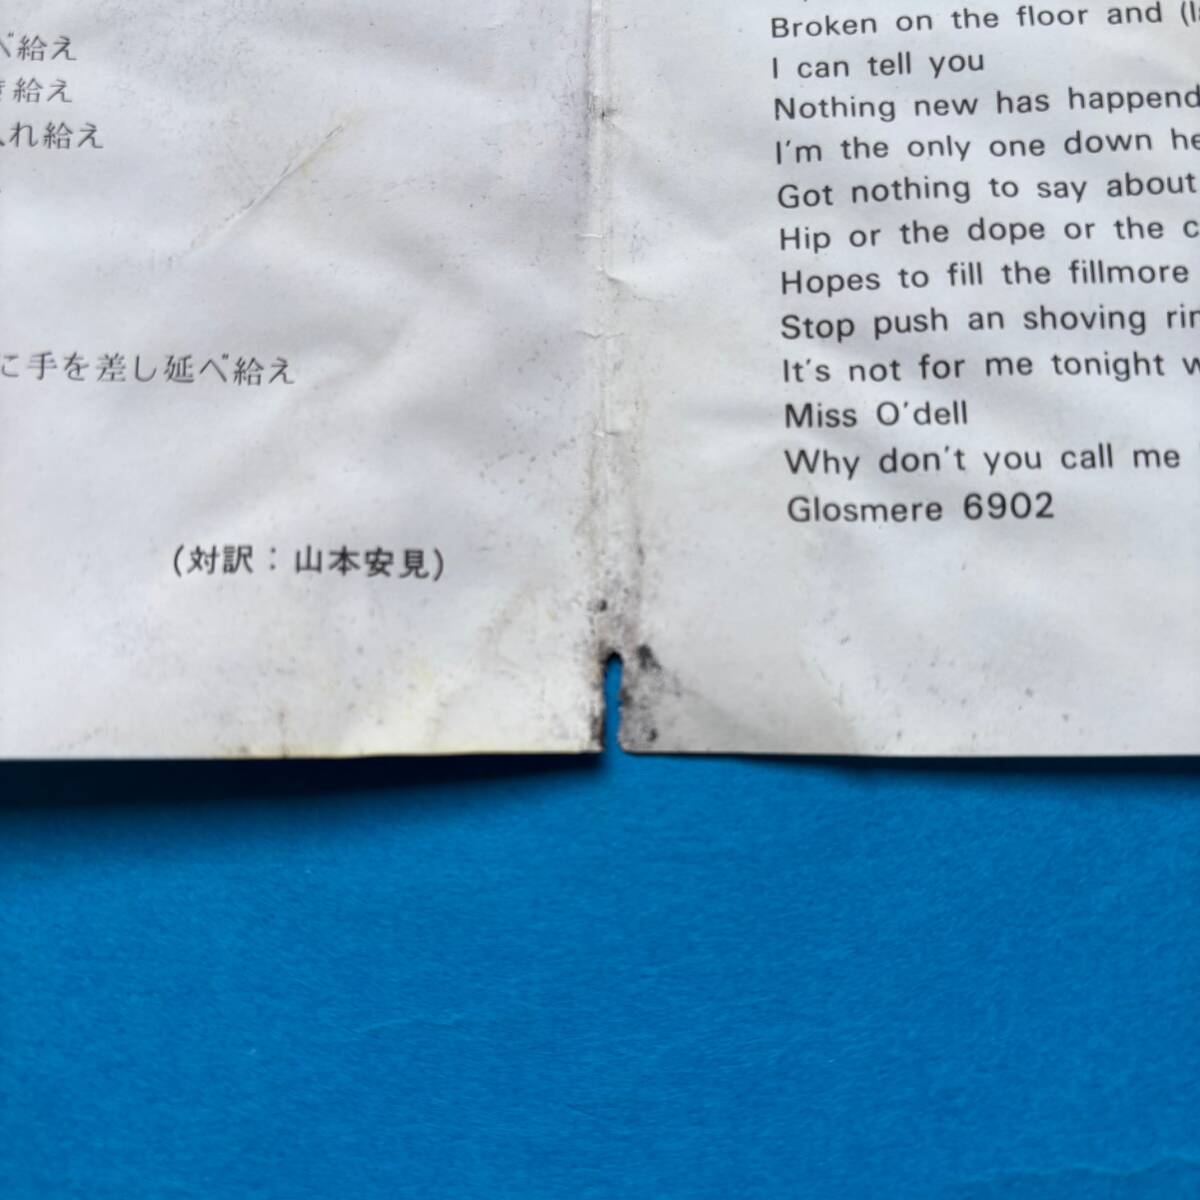 べ給え
給え
れ給え
に手を差し延べ給え
(対訳：山本安見)
Broken on the floor and
I can tell you
Nothing new has happend
I'm the only one down
Got nothing to say about
Hip or the dope or the
Hopes to fill the fillmore
Stop push an shoving
It's not for me tonight
Miss O'dell
Why don't you call me
Glosmere 6902